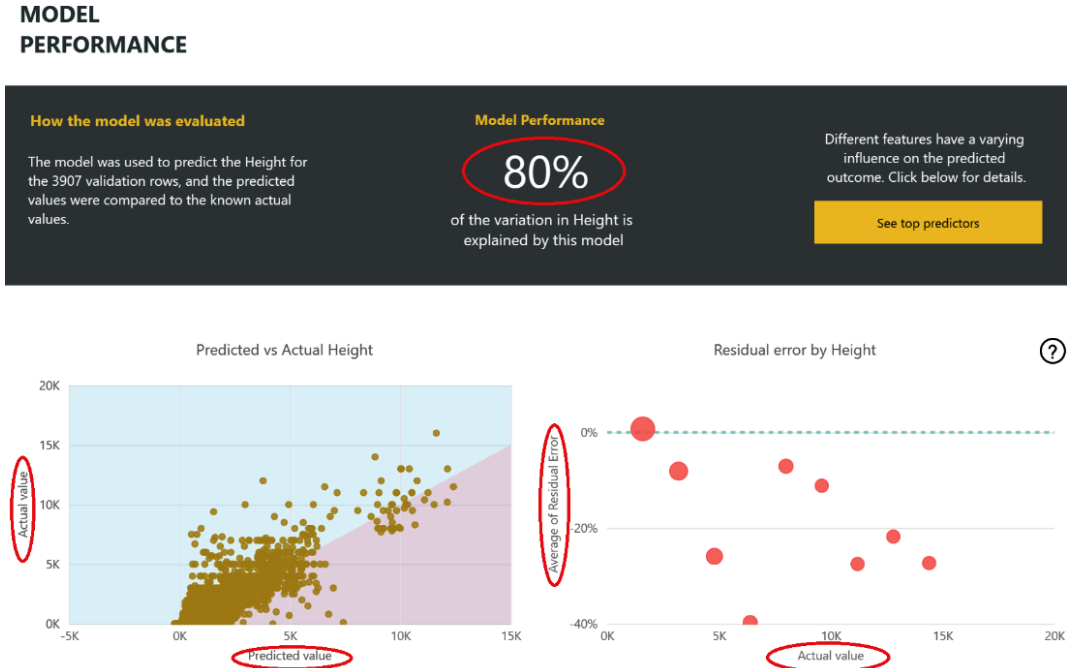 MODEL
PERFORMANCE
How the model was evaluated
The model was used to predict the Height for
the 3907 validation rows, and the predicted
values were compared to the known actual
values.
Model Performance
80%
of the variation in Height is
explained by this model
Different features have a varying
influence on the predicted
outcome. Click below for details.
See top predictors
Predicted vs Actual Height
20K
15K
10K
5K
0K
Actual value
-5K 0K 5K 10K 15K
Predicted value
Residual error by Height
?
0%
-20%
-40%
Average of Residual Error
0K 5K 10K 15K 20K
Actual value